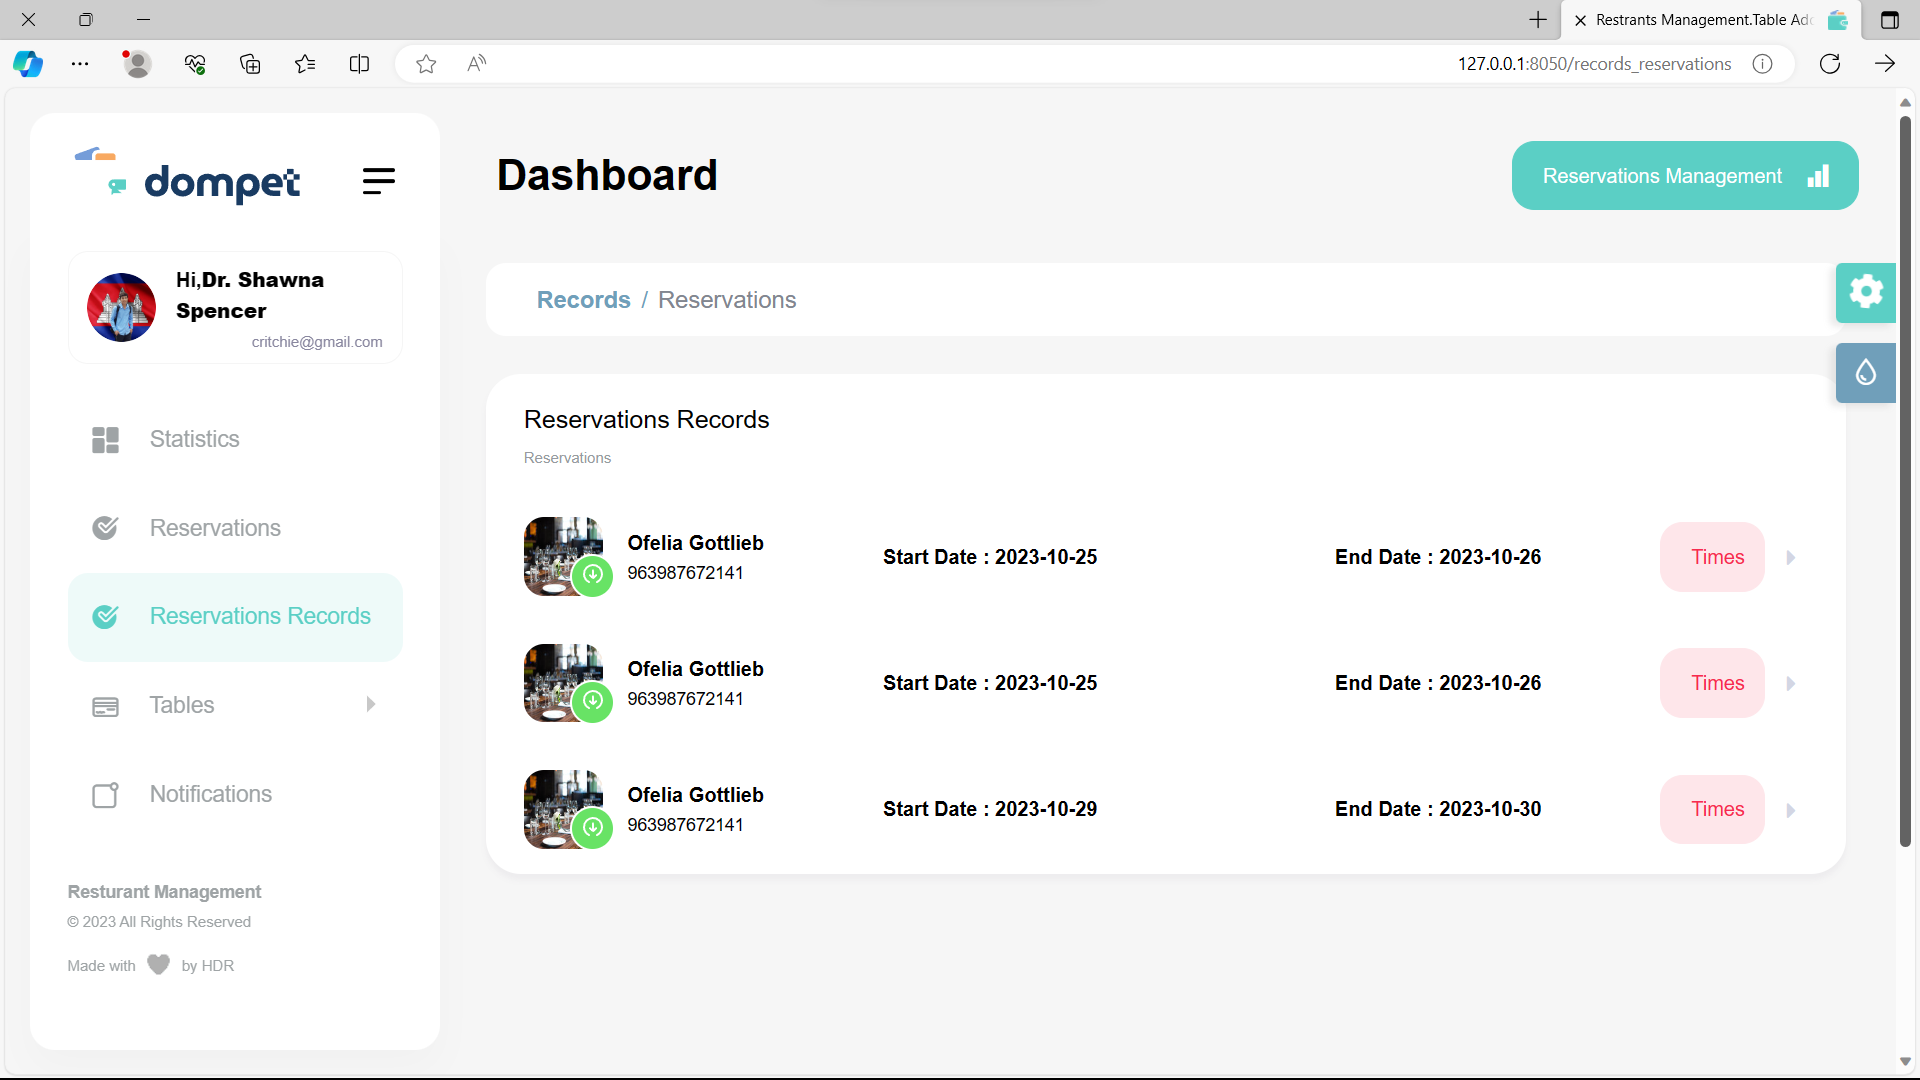 Restrants Management.Table Ad
127.0.0.1:8050/records_reservations
dompet
Hi,Dr. Shawna
Spencer
critchie@gmail.com
Statistics
Reservations
Reservations Records
Tables
Notifications
Resturant Management
© 2023 All Rights Reserved
Made with by HDR
Dashboard
Reservations Management
Records / Reservations
Reservations Records
Reservations
Ofelia Gottlieb
963987672141
Start Date : 2023-10-25
End Date : 2023-10-26
Times
Ofelia Gottlieb
963987672141
Start Date : 2023-10-25
End Date : 2023-10-26
Times
Ofelia Gottlieb
963987672141
Start Date : 2023-10-29
End Date : 2023-10-30
Times